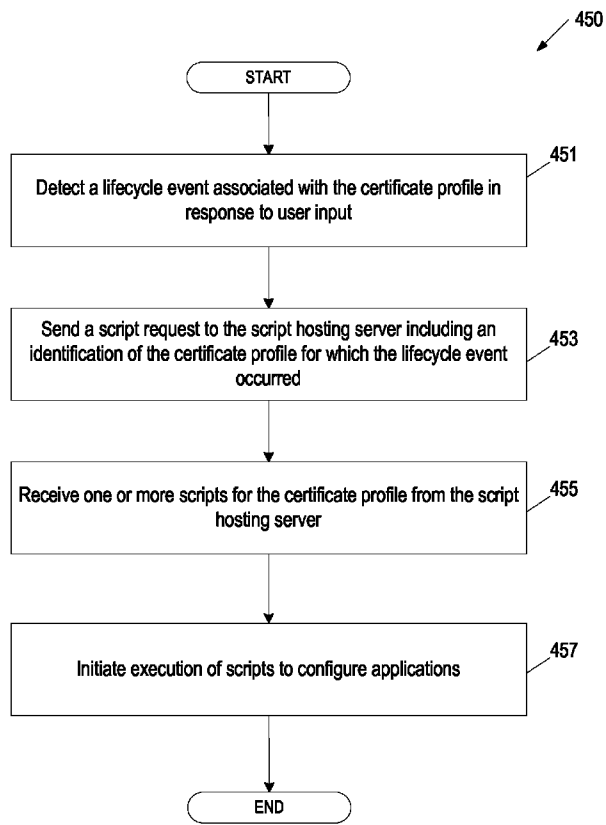 450
START
451
Detect a lifecycle event associated with the certificate profile in
response to user input
Send a script request to the script hosting server including an
identification of the certificate profile for which the lifecycle event
occurred
453
Receive one or more scripts for the certificate profile from the script
hosting server
455
Initiate execution of scripts to configure applications
457
END